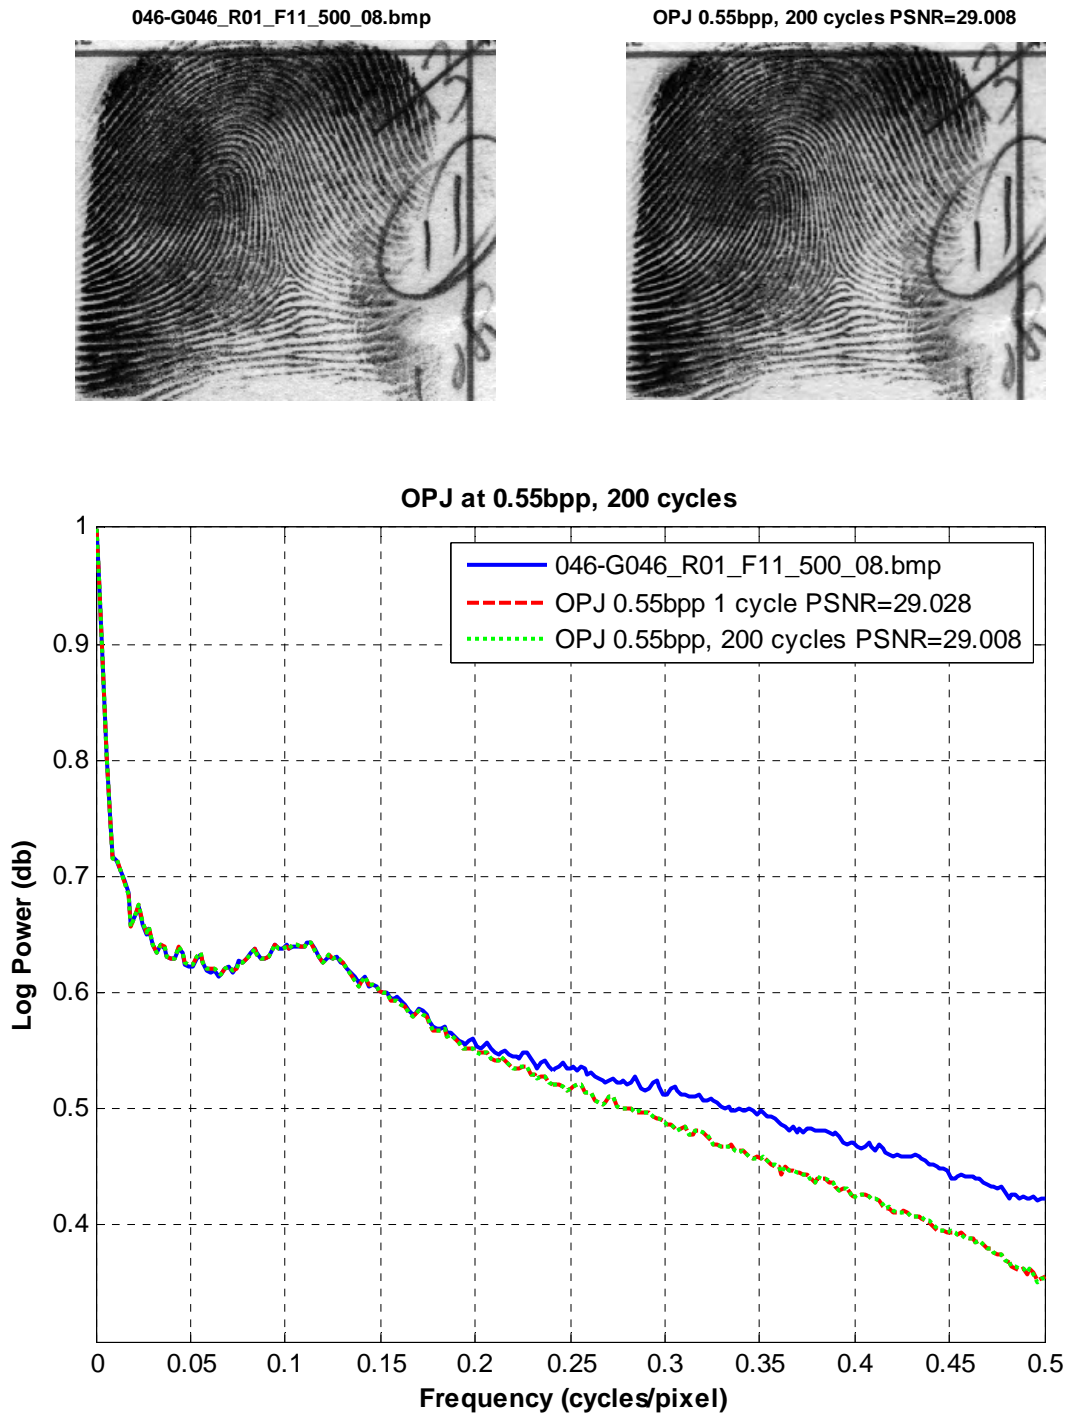 046-G046_R01_F11_500_08.bmp
OPJ 0.55bpp, 200 cycles PSNR=29.008
OPJ at 0.55bpp, 200 cycles
046-G046_R01_F11_500_08.bmp
OPJ 0.55bpp 1 cycle PSNR=29.028
OPJ 0.55bpp, 200 cycles PSNR=29.008
Log Power (db)
1
0.9
0.8
0.7
0.6
0.5
0.4
0 0.05 0.1 0.15 0.2 0.25 0.3 0.35 0.4 0.45 0.5
Frequency (cycles/pixel)